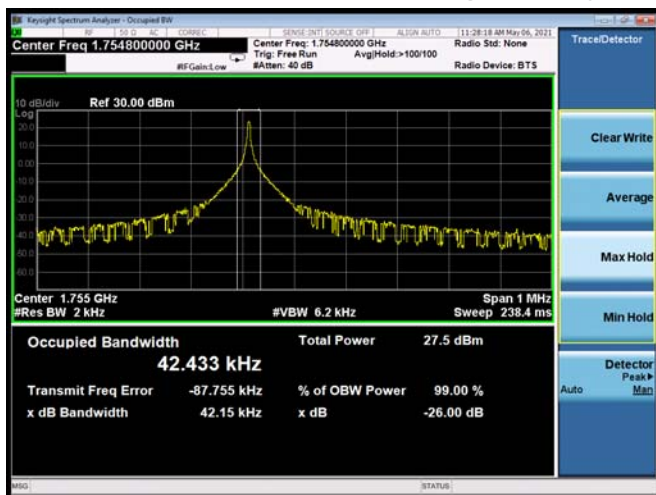 Keysight Spectrum Analyzer - Occupied BW
RF 50 Ω AC CORREC SENSE:INT SOURCE OFF ALIGN AUTO 11:28:18 AM May 06, 2021
Center Freq 1.754800000 GHz
Center Freq: 1.754800000 GHz
Radio Std: None
Trig: Free Run Avg|Hold:>100/100
#IFGain:Low
#Atten: 40 dB
Radio Device: BTS
Trace/Detector
10 dB/div Ref 30.00 dBm
Log
20.0
10.0
0.00
-10.0
-20.0
-30.0
-40.0
-50.0
-60.0
Center 1.755 GHz
Span 1 MHz
#Res BW 2 kHz
#VBW 6.2 kHz
Sweep 238.4 ms
Occupied Bandwidth
42.433 kHz
Total Power 27.5 dBm
Transmit Freq Error -87.755 kHz
% of OBW Power 99.00 %
x dB Bandwidth 42.15 kHz
x dB -26.00 dB
Clear Write
Average
Max Hold
Min Hold
Detector
Peak▶
Auto Man
MSG
STATUS